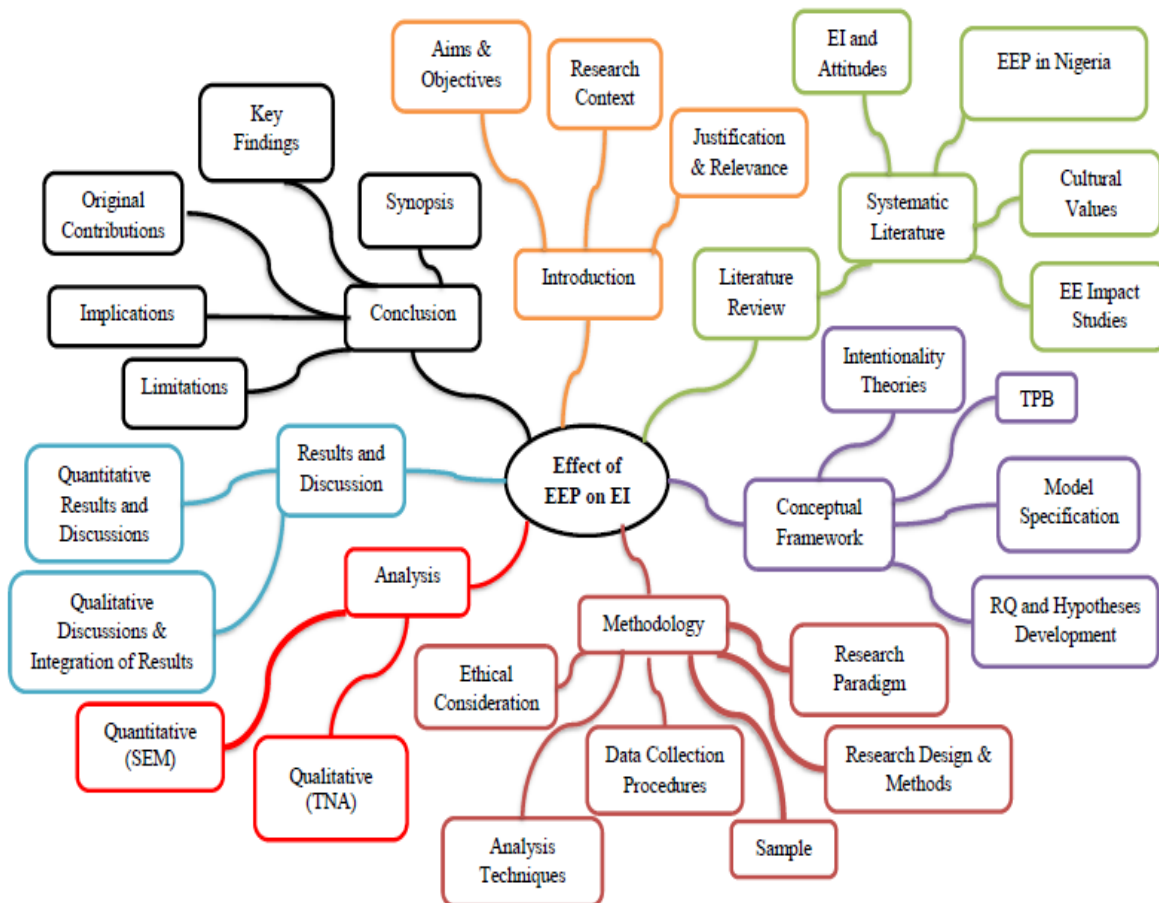 Effect of
EEP on EI
Introduction
Aims &
Objectives
Research
Context
Justification
& Relevance
Literature
Review
Systematic
Literature
EI and
Attitudes
EEP in Nigeria
Cultural
Values
EE Impact
Studies
Conceptual
Framework
Intentionality
Theories
TPB
Model
Specification
RQ and Hypotheses
Development
Methodology
Research
Paradigm
Research Design &
Methods
Sample
Data Collection
Procedures
Analysis
Techniques
Ethical
Consideration
Analysis
Quantitative
(SEM)
Qualitative
(TNA)
Results and
Discussion
Quantitative
Results and
Discussions
Qualitative
Discussions &
Integration of Results
Conclusion
Synopsis
Key
Findings
Original
Contributions
Implications
Limitations